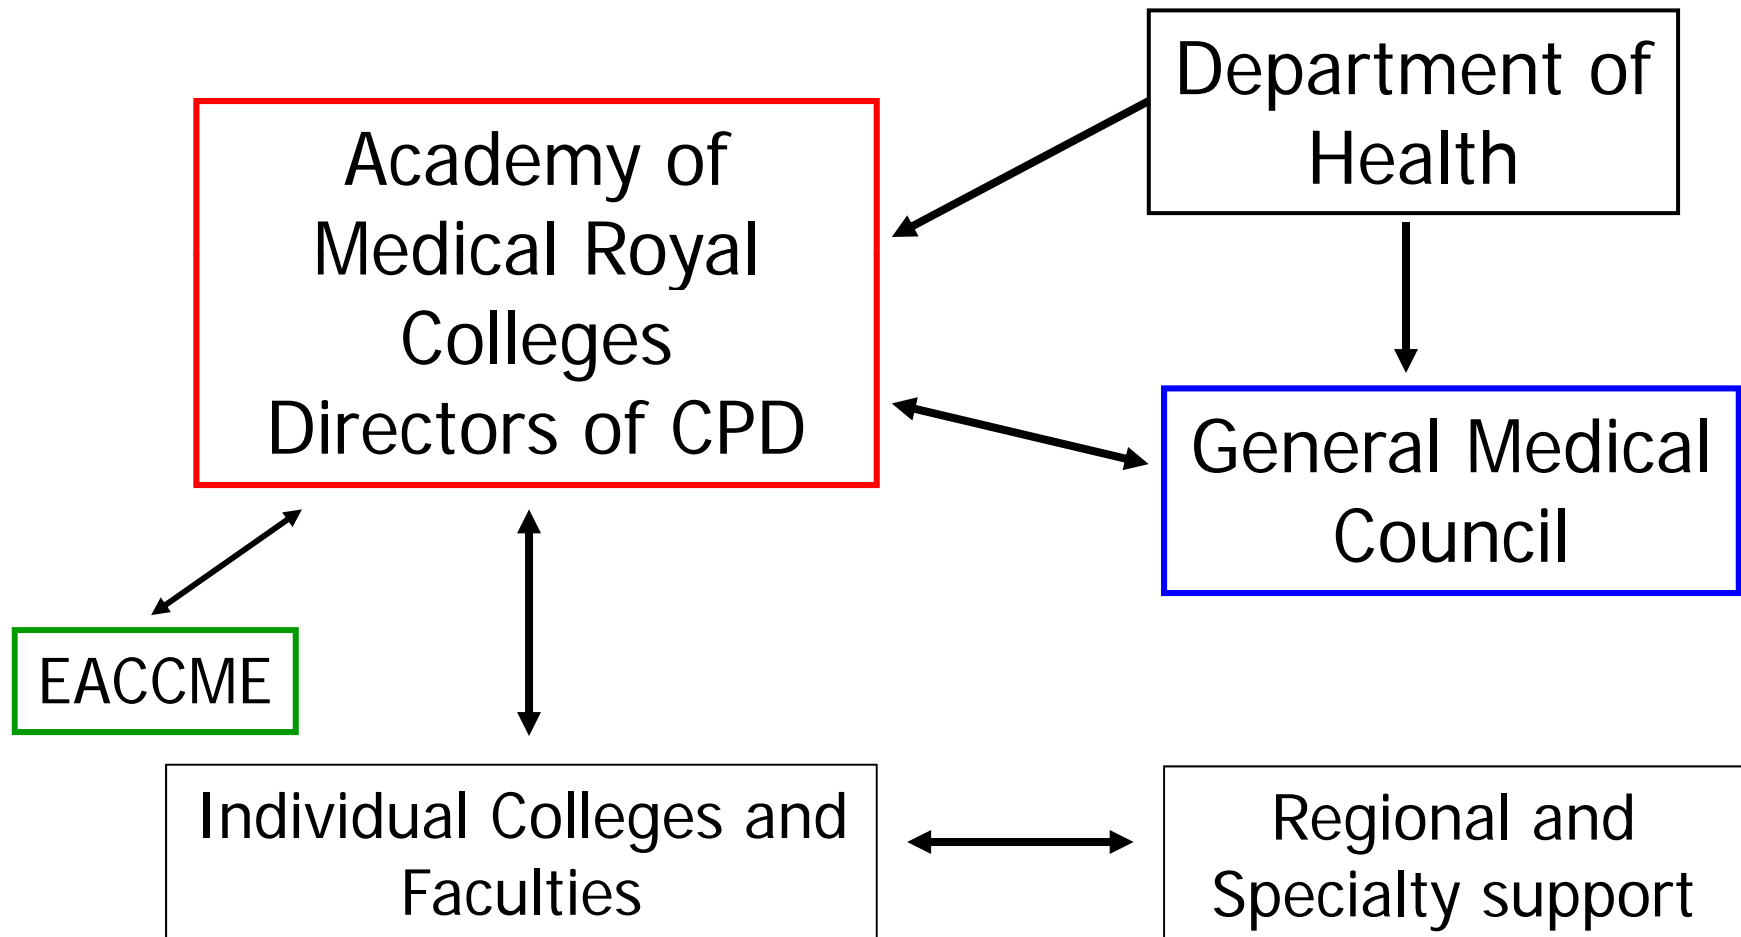 Department of
Health
Academy of
Medical Royal
Colleges
Directors of CPD
General Medical
Council
EACCME
Individual Colleges and
Faculties
Regional and
Specialty support